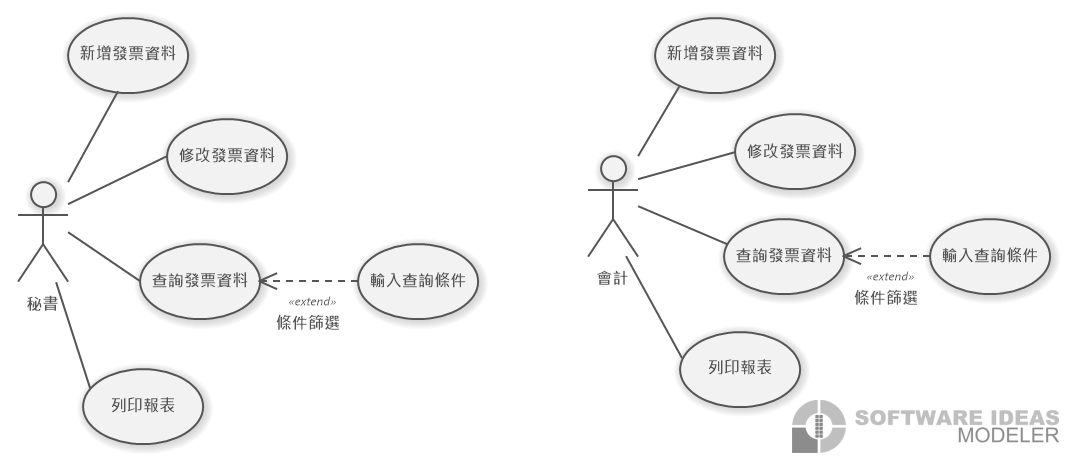 新增發票資料
修改發票資料
查詢發票資料
輸入查詢條件
«extend»
條件篩選
秘書
列印報表
新增發票資料
修改發票資料
查詢發票資料
輸入查詢條件
«extend»
條件篩選
會計
列印報表
SOFTWARE IDEAS
MODELER